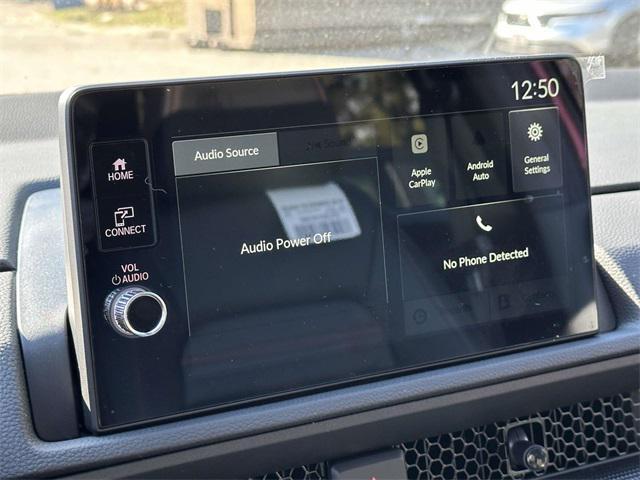 12:50
HOME
CONNECT
VOL
AUDIO
Audio Source
Audio Power Off
Apple
CarPlay
Android
Auto
General
Settings
No Phone Detected